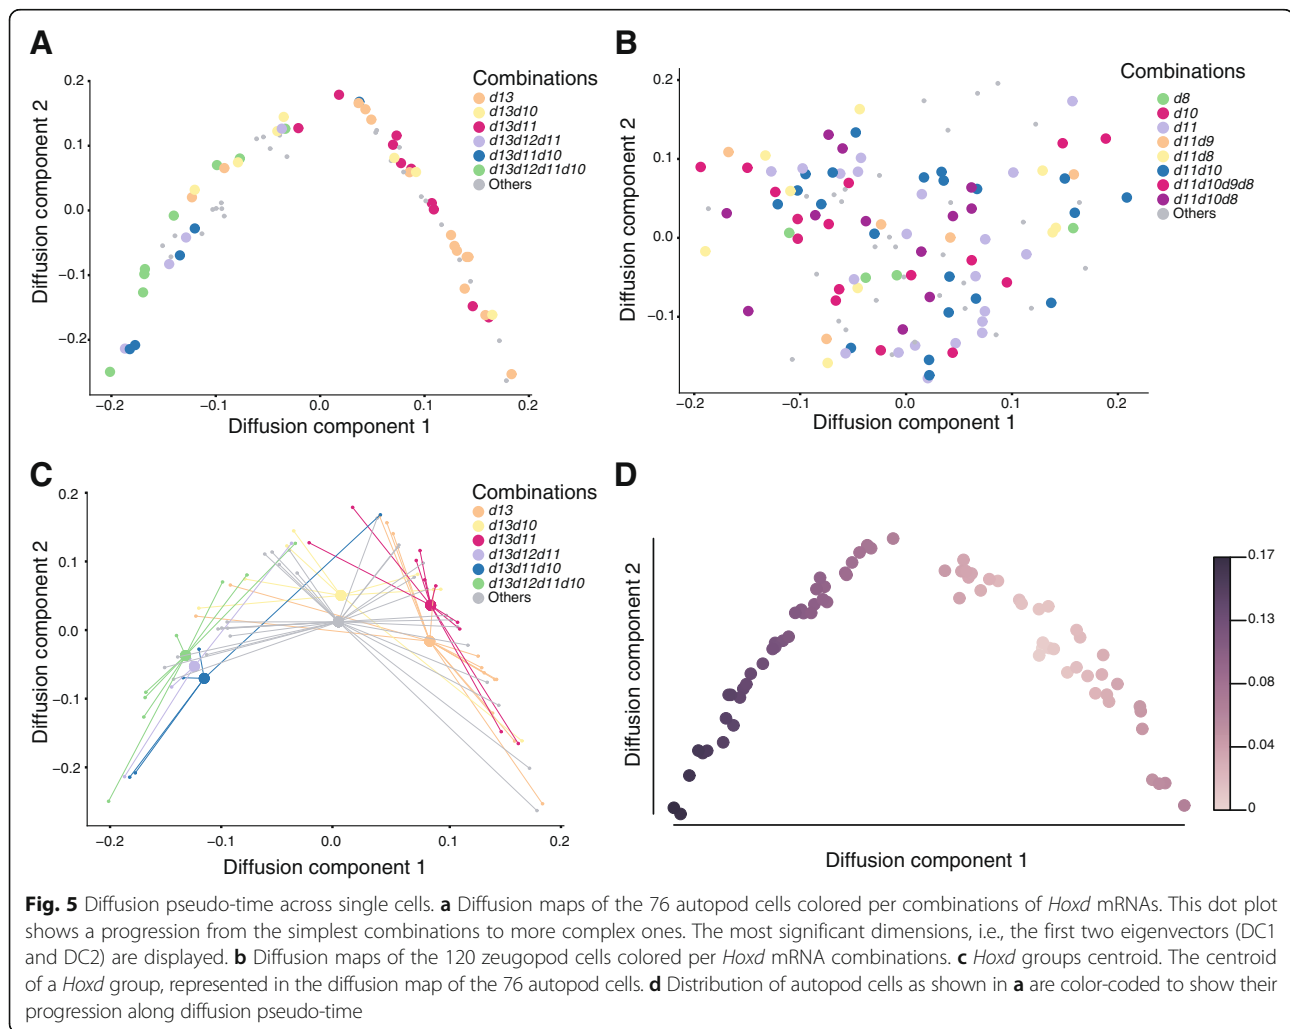 A
Diffusion component 2
0.2
0.1
0.0
−0.1
−0.2
−0.2
−0.1
0.0
0.1
0.2
Diffusion component 1
Combinations
d13
d13d10
d13d11
d13d12d11
d13d11d10
d13d12d11d10
Others
B
Diffusion component 2
0.2
0.1
0.0
−0.1
−0.2
−0.1
0.0
0.1
0.2
Diffusion component 1
Combinations
d8
d10
d11
d11d9
d11d8
d11d10
d11d10d9d8
d11d10d8
Others
C
Diffusion component 2
0.2
0.1
0.0
−0.1
−0.2
−0.2
−0.1
0.0
0.1
0.2
Diffusion component 1
Combinations
d13
d13d10
d13d11
d13d12d11
d13d11d10
d13d12d11d10
Others
D
Diffusion component 2
Diffusion component 1
0.17
0.13
0.08
0.04
0
Fig. 5 Diffusion pseudo-time across single cells. a Diffusion maps of the 76 autopod cells colored per combinations of Hoxd mRNAs. This dot plot
shows a progression from the simplest combinations to more complex ones. The most significant dimensions, i.e., the first two eigenvectors (DC1
and DC2) are displayed. b Diffusion maps of the 120 zeugopod cells colored per Hoxd mRNA combinations. c Hoxd groups centroid. The centroid
of a Hoxd group, represented in the diffusion map of the 76 autopod cells. d Distribution of autopod cells as shown in a are color-coded to show their
progression along diffusion pseudo-time